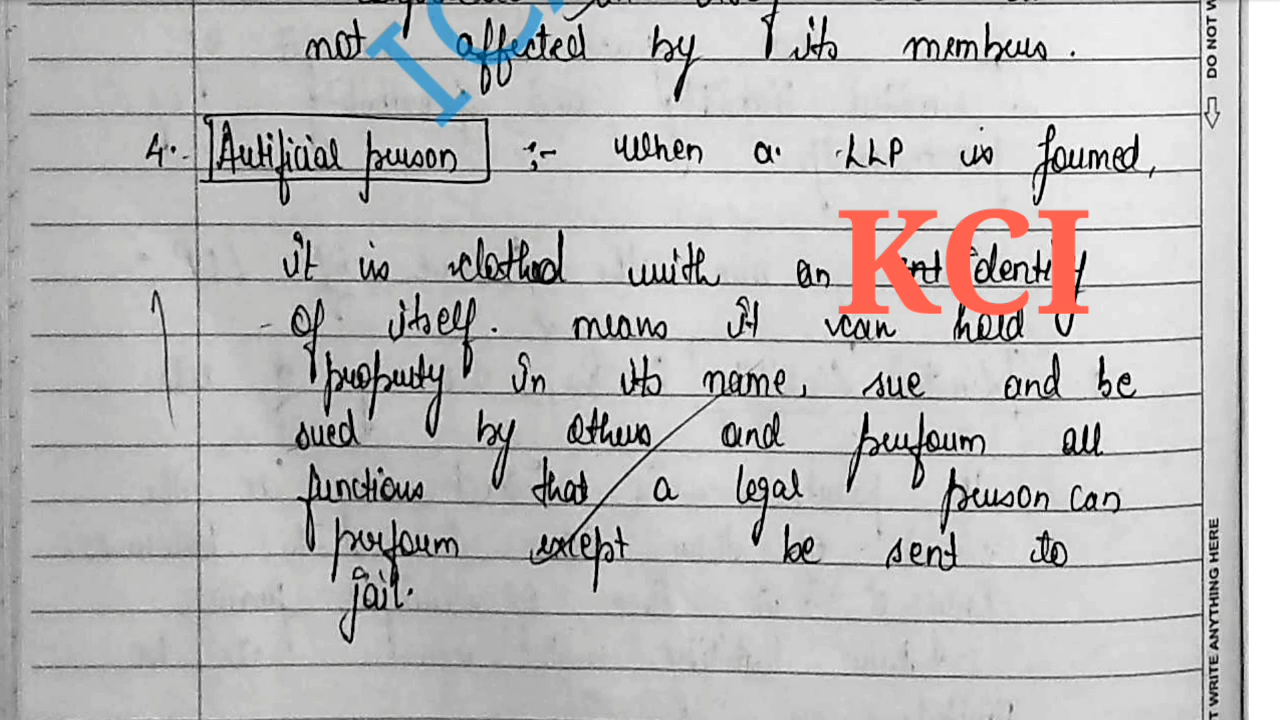 not affected by its members.
4. Artificial person :- when a LLP is formed,
it is clothed with an identity
of itself. means it can hold
property in its name, sue and be
sued by others and perform all
functions that a legal person can
perform except be sent to
jail.
KCI
DO NOT W
T WRITE ANYTHING HERE